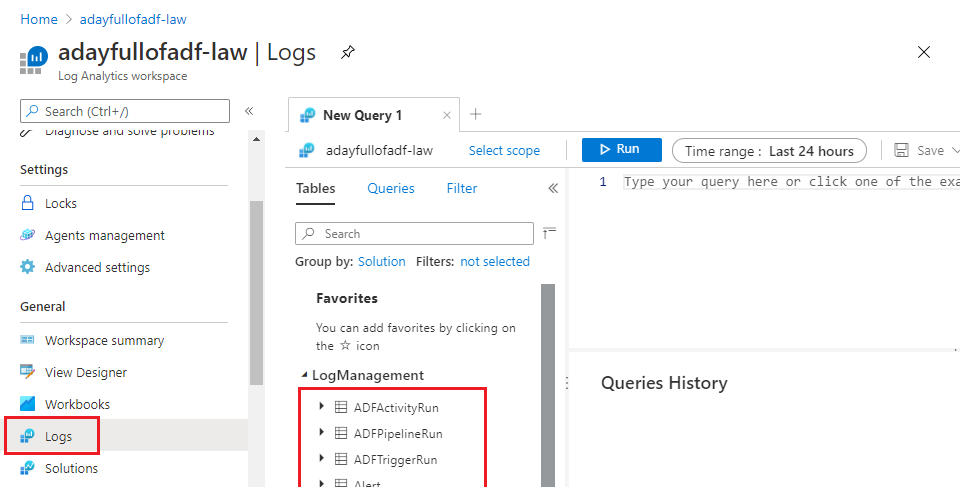 Home > adayfullofadf-law
adayfullofadf-law | Logs
Log Analytics workspace
Search (Ctrl+/)
Diagnose and solve problems
Settings
Locks
Agents management
Advanced settings
General
Workspace summary
View Designer
Workbooks
Logs
Solutions
New Query 1
adayfullofadf-law
Select scope
Run
Time range : Last 24 hours
Save
Tables
Queries
Filter
Search
Group by: Solution Filters: not selected
Favorites
You can add favorites by clicking on
the ☆ icon
LogManagement
ADFActivityRun
ADFPipelineRun
ADFTriggerRun
Alert
1 Type your query here or click one of the exa
Queries History